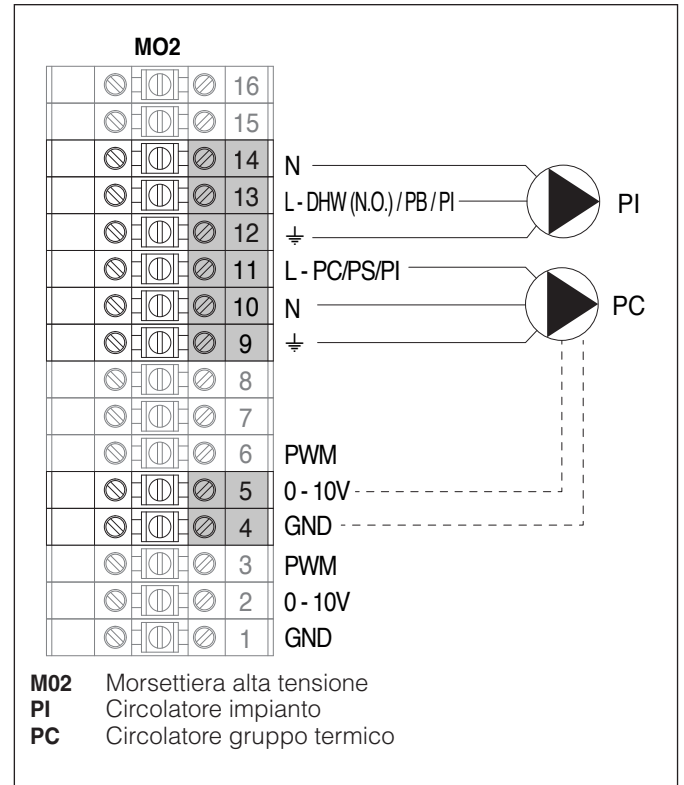 MO2
16
15
14 N
13 L - DHW (N.O.) / PB / PI PI
12
11 L - PC/PS/PI
10 N PC
9
8
7
6 PWM
5 0 - 10V
4 GND
3 PWM
2 0 - 10V
1 GND
M02 Morsettiera alta tensione
PI Circolatore impianto
PC Circolatore gruppo termico